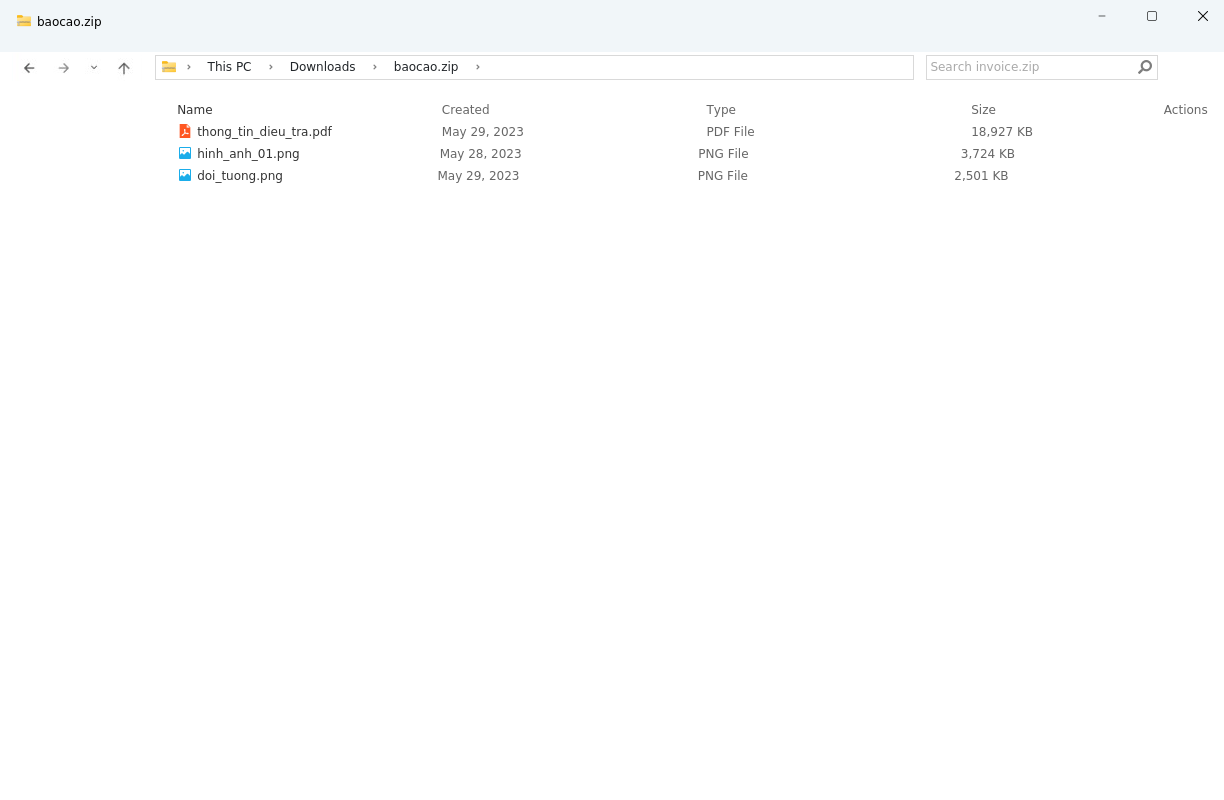 baocao.zip
This PC › Downloads › baocao.zip ›
Search invoice.zip
Name Created Type Size Actions
thong_tin_dieu_tra.pdf May 29, 2023 PDF File 18,927 KB
hinh_anh_01.png May 28, 2023 PNG File 3,724 KB
doi_tuong.png May 29, 2023 PNG File 2,501 KB